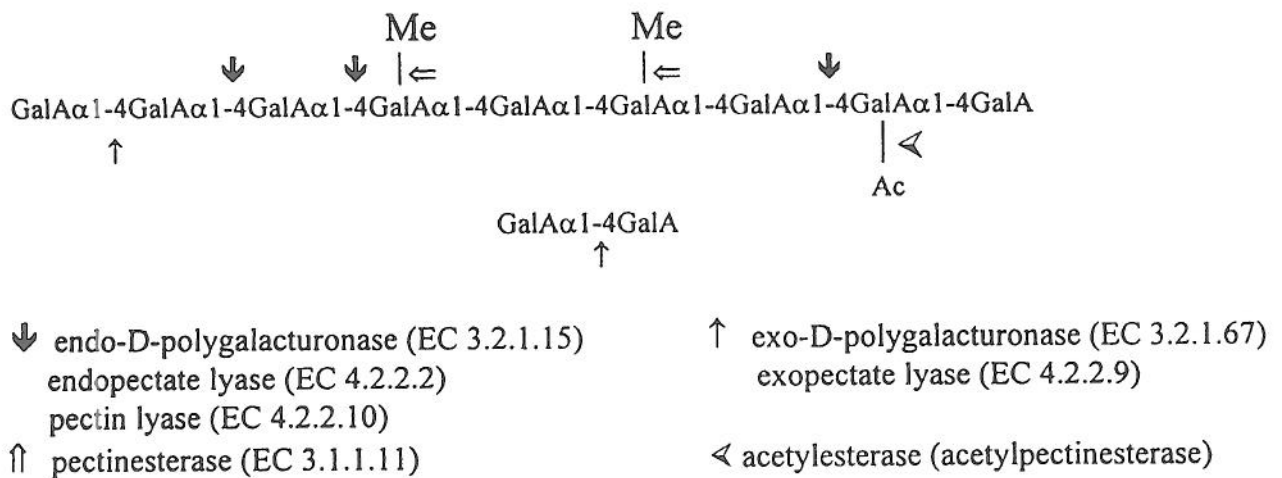 Me Me
GalAα1-4GalAα1-4GalAα1-4GalAα1-4GalAα1-4GalAα1-4GalAα1-4GalAα1-4GalA
Ac
GalAα1-4GalA
endo-D-polygalacturonase (EC 3.2.1.15)
endopectate lyase (EC 4.2.2.2)
pectin lyase (EC 4.2.2.10)
pectinesterase (EC 3.1.1.11)
exo-D-polygalacturonase (EC 3.2.1.67)
exopectate lyase (EC 4.2.2.9)
acetylesterase (acetylpectinesterase)